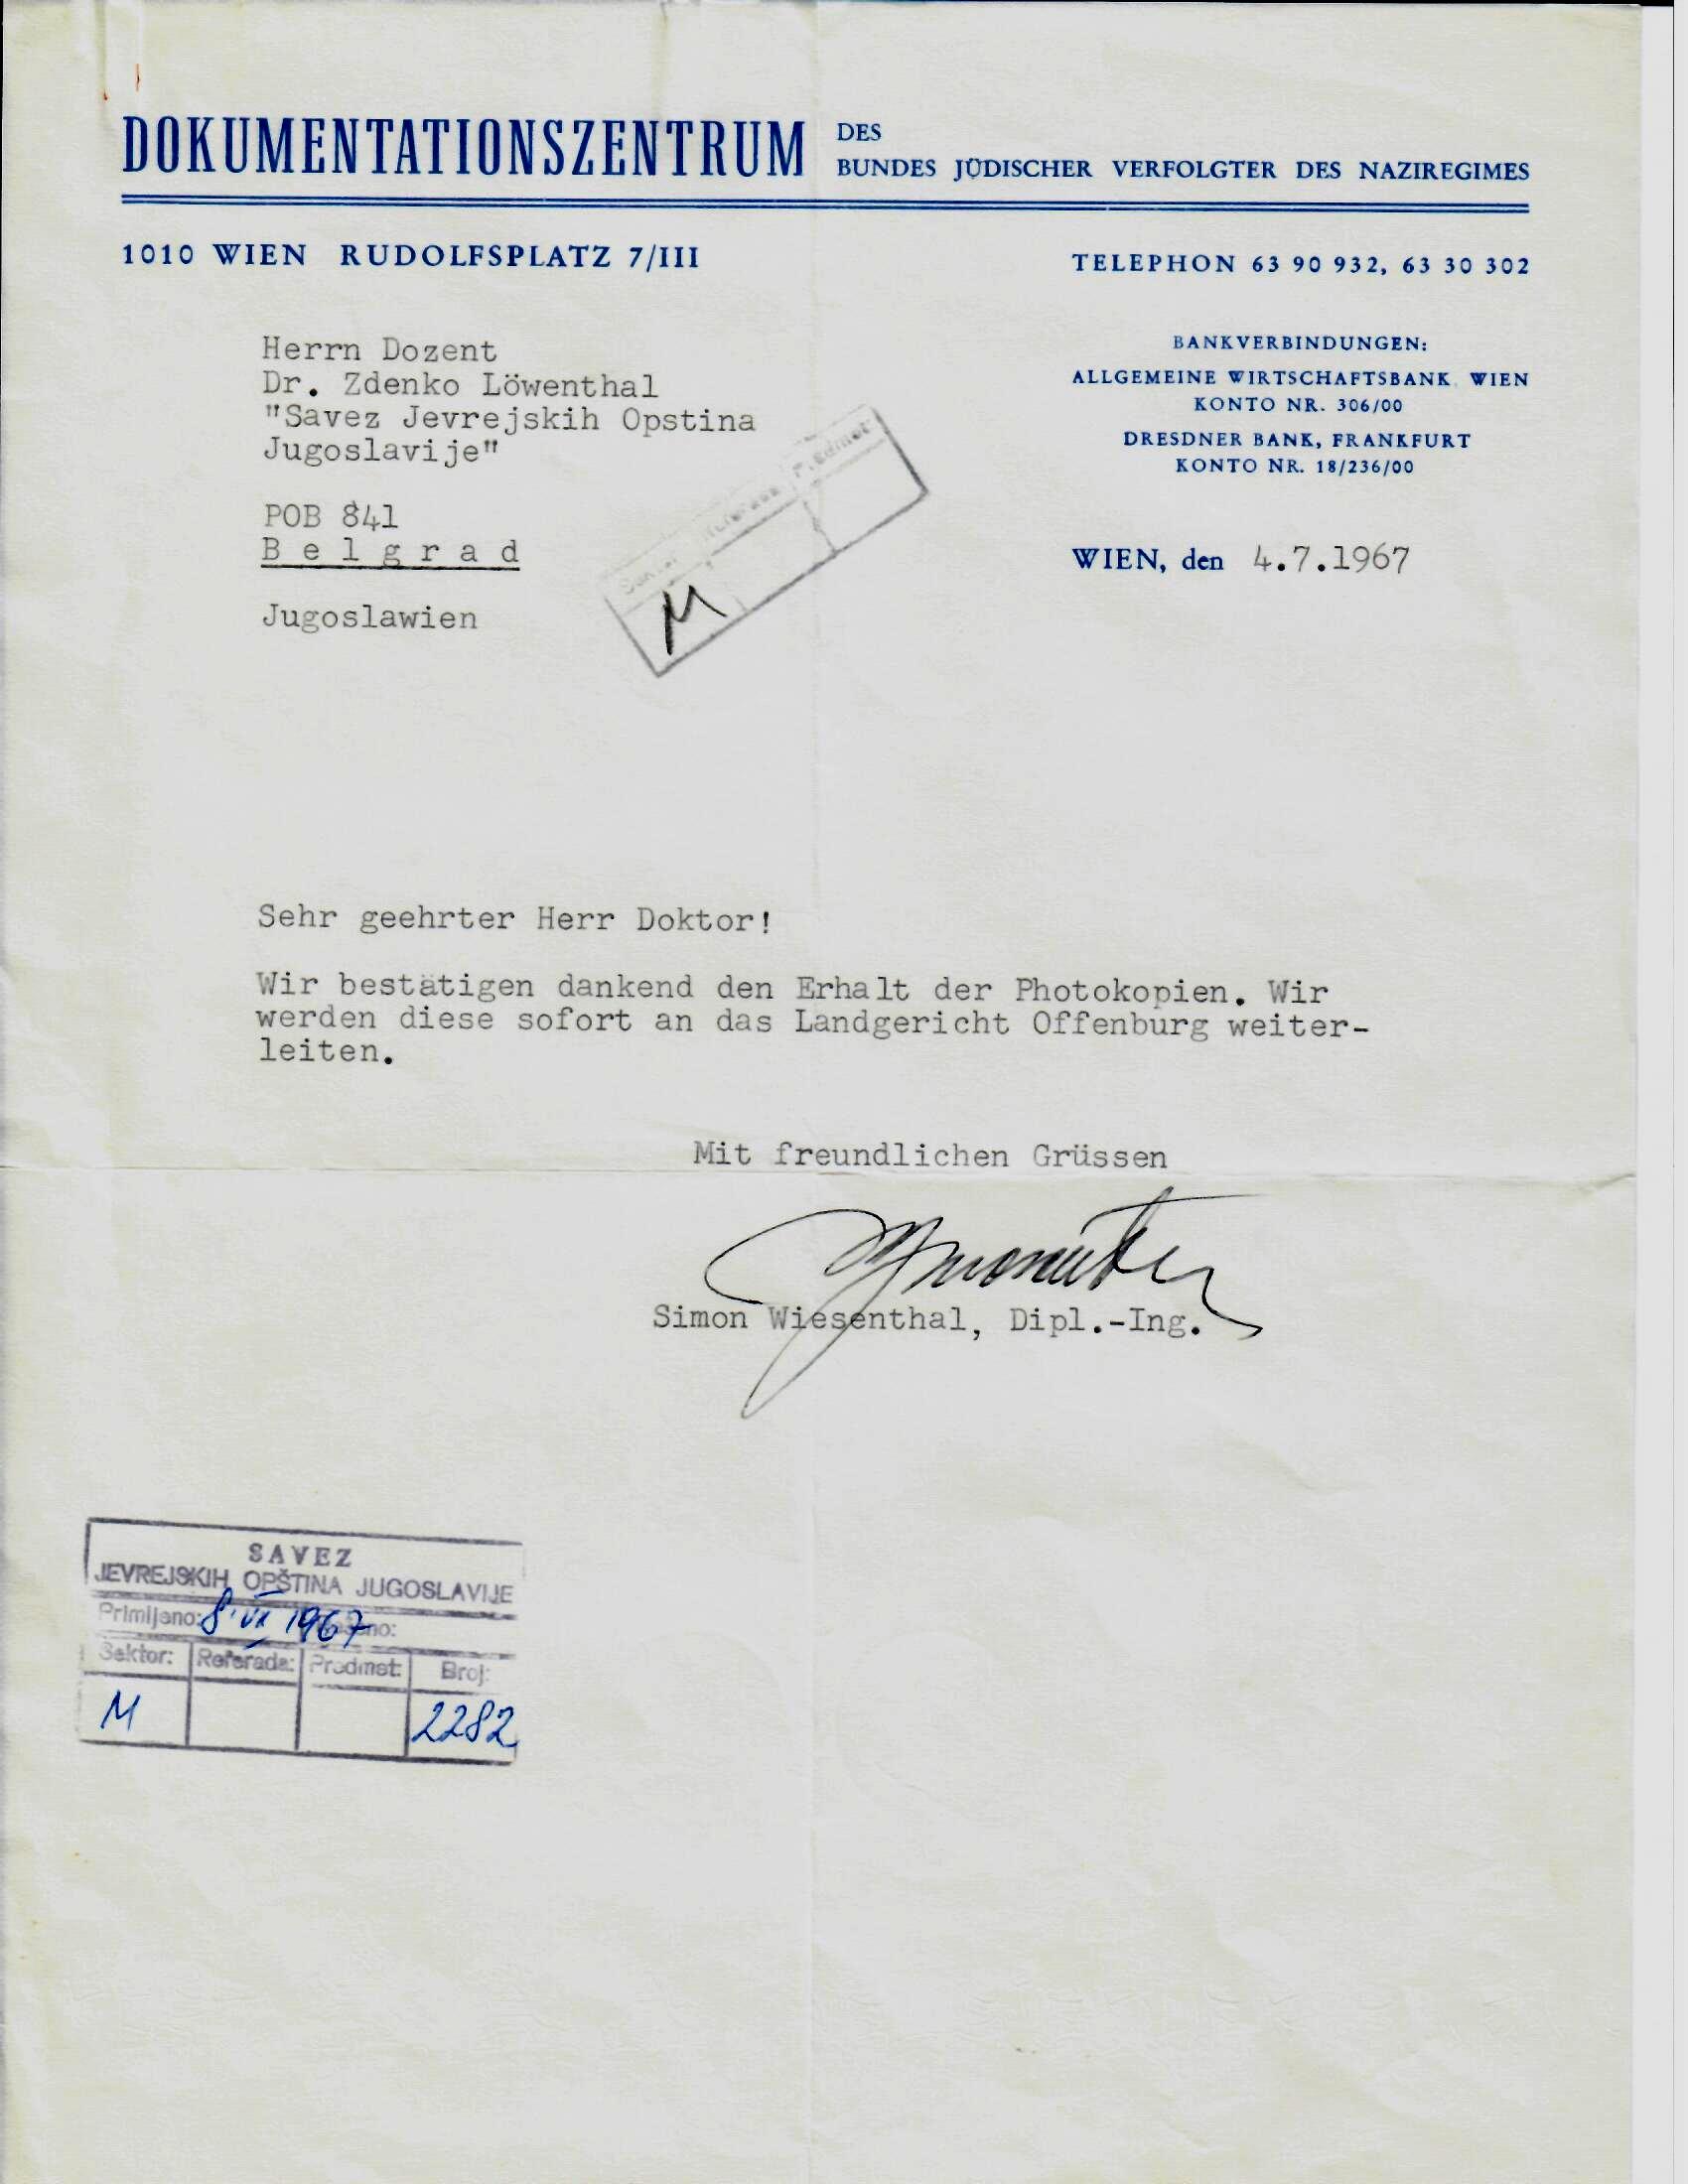 DOKUMENTATIONSZENTRUM DES
BUNDES JÜDISCHER VERFOLGTER DES NAZIREGIMES
1010 WIEN RUDOLFSPLATZ 7/III
TELEPHON 63 90 932, 63 30 302
Herrn Dozent
Dr. Zdenko Löwenthal
"Savez Jevrejskih Opstina
Jugoslavije"
POB 841
Belgrad
Jugoslawien
BANKVERBINDUNGEN:
ALLGEMEINE WIRTSCHAFTSBANK, WIEN
KONTO NR. 306/00
DRESDNER BANK, FRANKFURT
KONTO NR. 18/236/00
WIEN, den 4.7.1967
Sektor Referada Predmet
M
Sehr geehrter Herr Doktor!
Wir bestätigen dankend den Erhalt der Photokopien. Wir
werden diese sofort an das Landgericht Offenburg weiter-
leiten.
Mit freundlichen Grüssen
Simon Wiesenthal, Dipl.-Ing.
SAVEZ
JEVREJSKIH OPŠTINA JUGOSLAVIJE
Primljeno: 1967
Sektor: Referada: Predmet: Broj:
M 2282